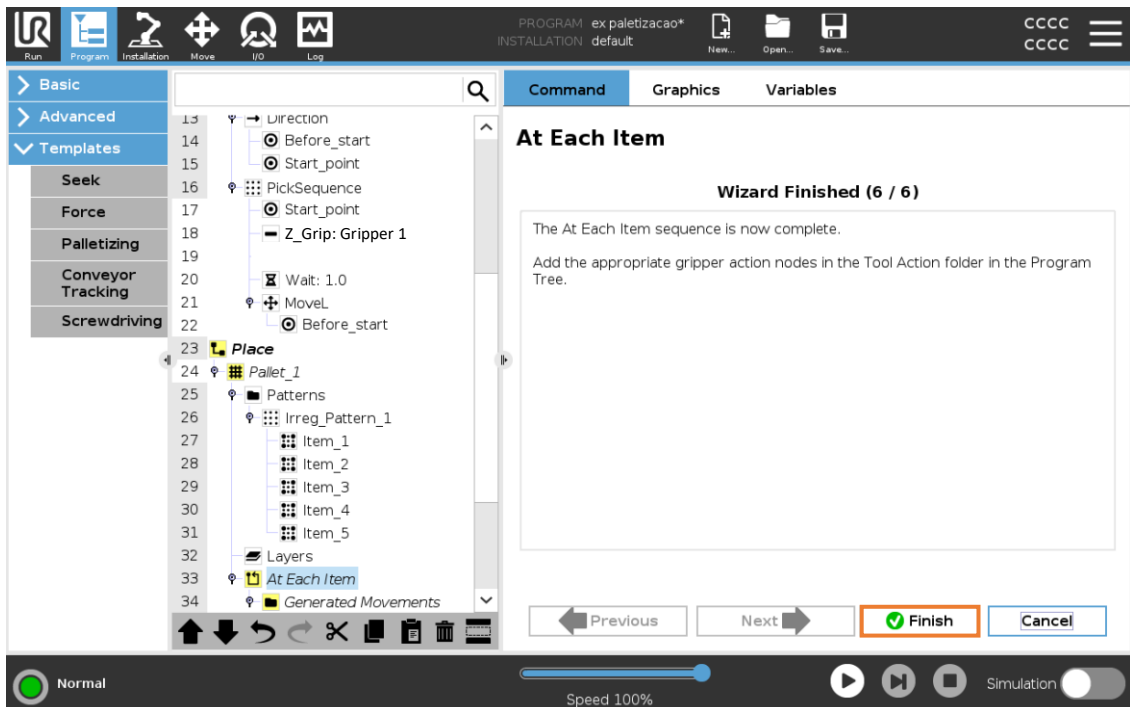 PROGRAM ex paletizacao*
INSTALLATION default
CCCC
CCCC
Run Program Installation Move I/O Log New... Open... Save...
Basic
Advanced
Templates
Seek
Force
Palletizing
Conveyor
Tracking
Screwdriving
13 Direction
14 Before_start
15 Start_point
16 PickSequence
17 Start_point
18 Z_Grip: Gripper 1
19
20 Wait: 1.0
21 MoveL
22 Before_start
23 Place
24 Pallet_1
25 Patterns
26 Irreg_Pattern_1
27 Item_1
28 Item_2
29 Item_3
30 Item_4
31 Item_5
32 Layers
33 At Each Item
34 Generated Movements
Command Graphics Variables
At Each Item
Wizard Finished (6 / 6)
The At Each Item sequence is now complete.
Add the appropriate gripper action nodes in the Tool Action folder in the Program
Tree.
Previous Next Finish Cancel
Normal
Speed 100%
Simulation